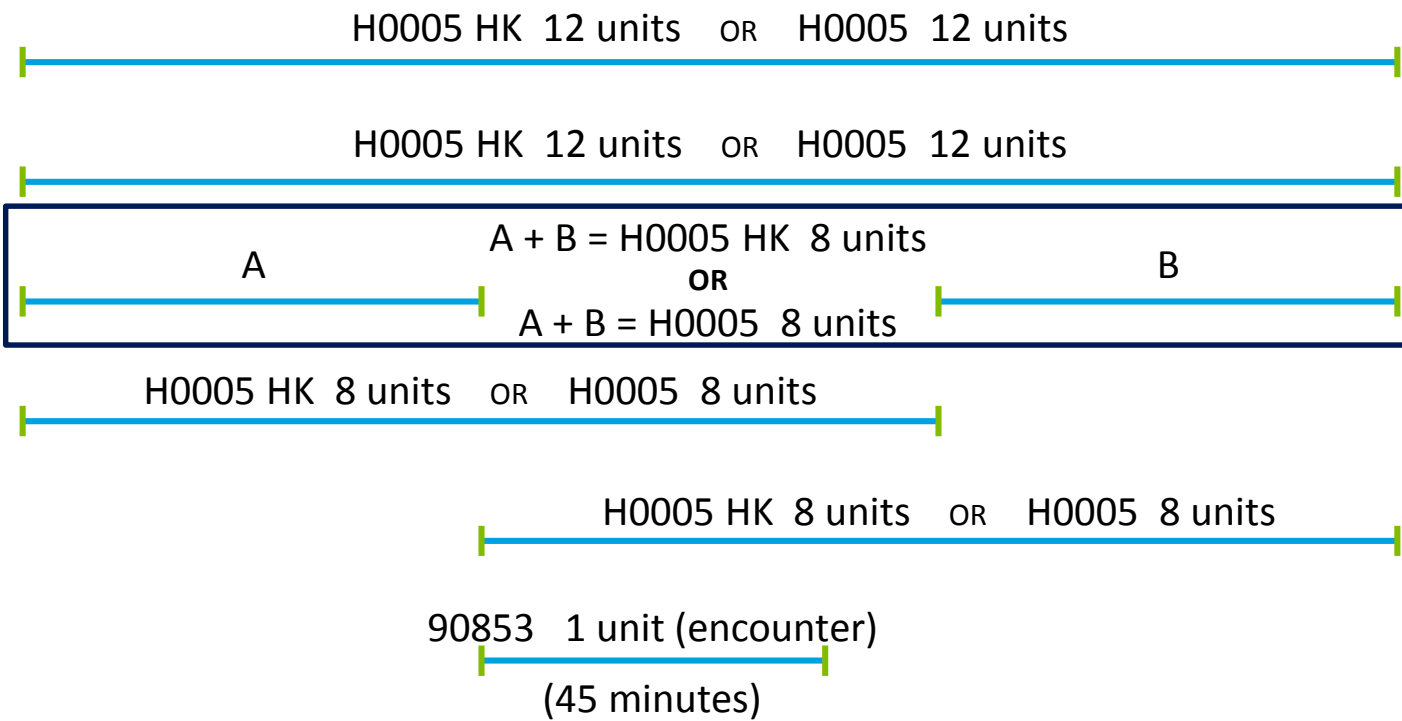 H0005 HK 12 units OR H0005 12 units
H0005 HK 12 units OR H0005 12 units
A + B = H0005 HK 8 units
A
OR
B
A + B = H0005 8 units
H0005 HK 8 units OR H0005 8 units
H0005 HK 8 units OR H0005 8 units
90853 1 unit (encounter)
(45 minutes)